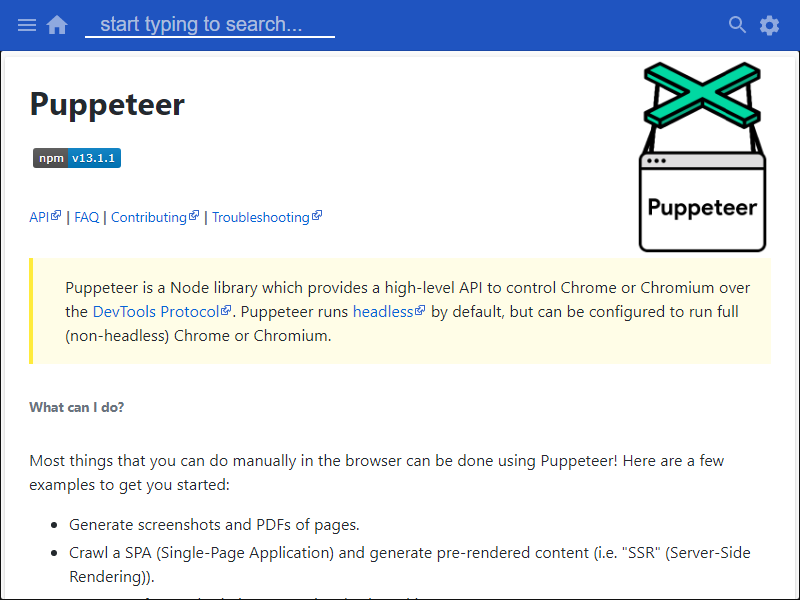 start typing to search...
Puppeteer
npm v13.1.1
Puppeteer
API | FAQ | Contributing | Troubleshooting
Puppeteer is a Node library which provides a high-level API to control Chrome or Chromium over
the DevTools Protocol. Puppeteer runs headless by default, but can be configured to run full
(non-headless) Chrome or Chromium.
What can I do?
Most things that you can do manually in the browser can be done using Puppeteer! Here are a few
examples to get you started:
Generate screenshots and PDFs of pages.
Crawl a SPA (Single-Page Application) and generate pre-rendered content (i.e. "SSR" (Server-Side
Rendering)).